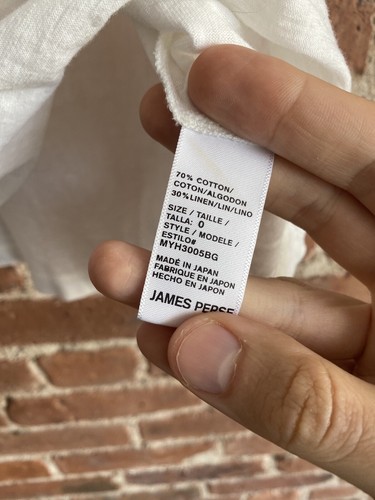 70% COTTON/
COTON/ALGODON
30%LINEN/LIN/LINO
SIZE / TAILLE /
TALLA: 0
STYLE / MODELE /
ESTILO#
MYH3005BG
MADE IN JAPAN
FABRIQUE EN JAPON
HECHO EN JAPON
JAMES PERSE